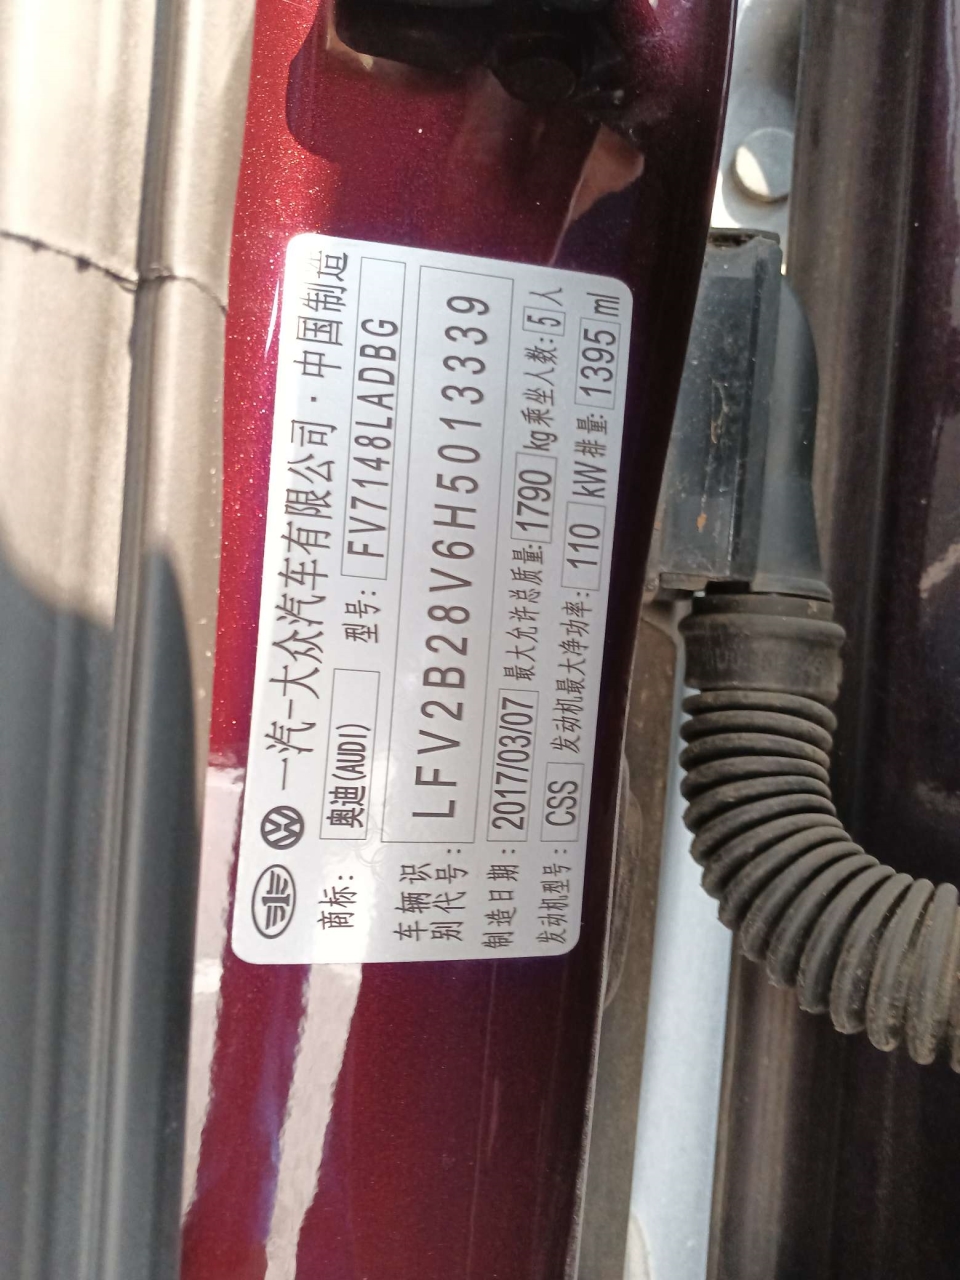 一汽-大众汽车有限公司·中国制造
商标: 奥迪(AUDI) 型号: FV7148LADBG
车辆识别代号: LFV2B28V6H5013339
制造日期: 2017/03/07 最大允许总质量: 1790 kg 乘坐人数: 5 人
发动机型号: CSS 发动机最大净功率: 110 kW 排量: 1395 ml